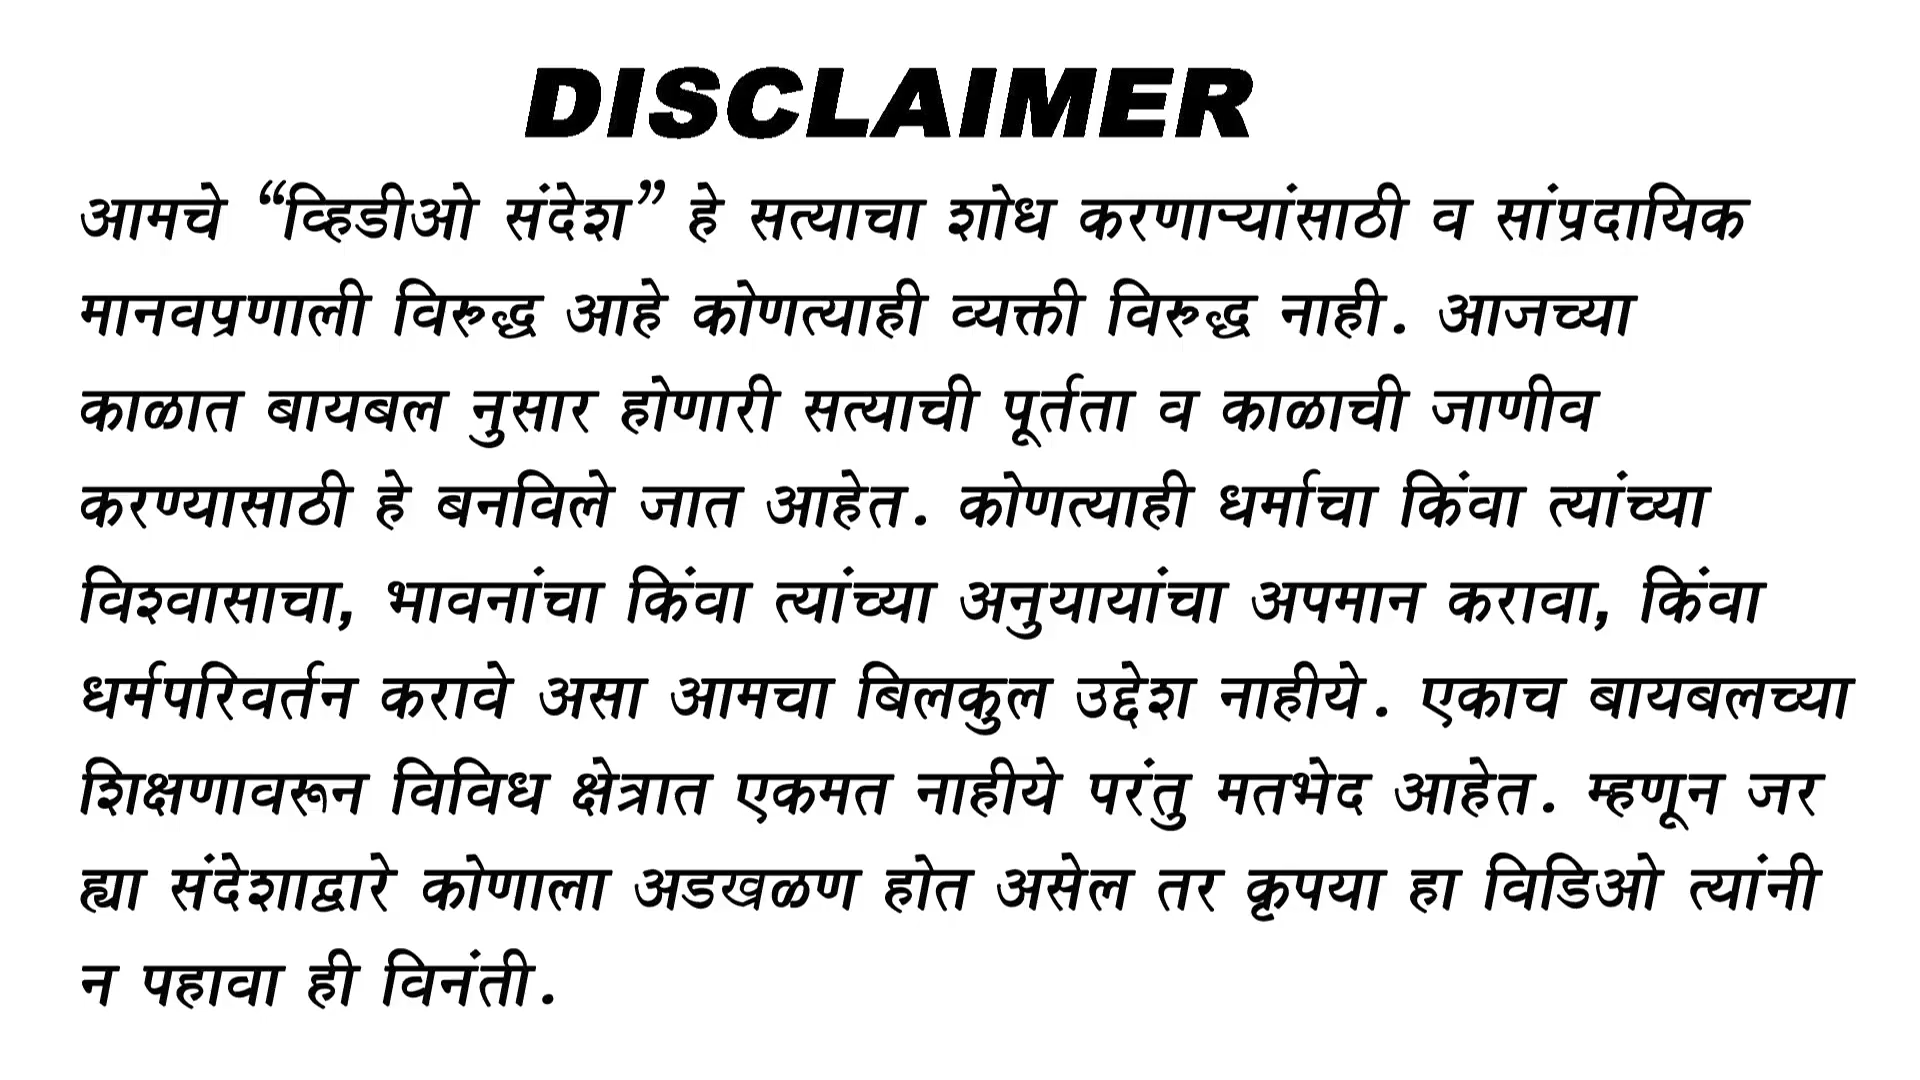 DISCLAIMER
आमचे “व्हिडीओ संदेश” हे सत्याचा शोध करणाऱ्यांसाठी व सांप्रदायिक
मानवप्रणाली विरूद्ध आहे कोणत्याही व्यक्ती विरूद्ध नाही. आजच्या
काळात बायबल नुसार होणारी सत्याची पूर्तता व काळाची जाणीव
करण्यासाठी हे बनविले जात आहेत. कोणत्याही धर्माचा किंवा त्यांच्या
विश्वासाचा, भावनांचा किंवा त्यांच्या अनुयायांचा अपमान करावा, किंवा
धर्मपरिवर्तन करावे असा आमचा बिलकुल उद्देश नाहीये. एकाच बायबलच्या
शिक्षणावरून विविध क्षेत्रात एकमत नाहीये परंतु मतभेद आहेत. म्हणून जर
ह्या संदेशाद्वारे कोणाला अडखळण होत असेल तर कृपया हा विडिओ त्यांनी
न पहावा ही विनंती.